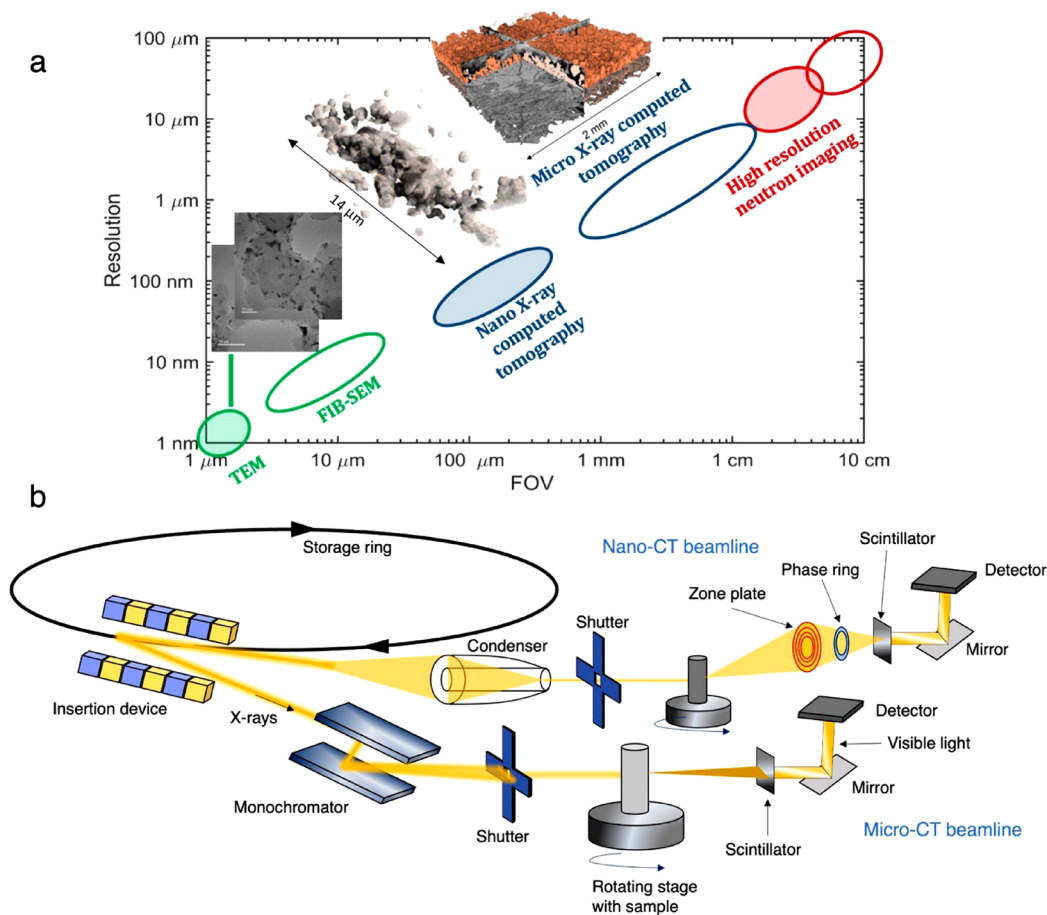 a
100 μm
10 μm
1 μm
100 nm
10 nm
1 nm
Resolution
1 μm
10 μm
100 μm
1 mm
1 cm
10 cm
FOV
2 mm
14 μm
Micro X-ray computed
tomography
High resolution
neutron imaging
Nano X-ray
computed
tomography
FIB-SEM
TEM
b
Storage ring
Nano-CT beamline
Scintillator
Phase ring
Detector
Zone plate
Shutter
Condenser
Mirror
Insertion device
X-rays
Detector
Visible light
Monochromator
Mirror
Shutter
Scintillator
Micro-CT beamline
Rotating stage
with sample